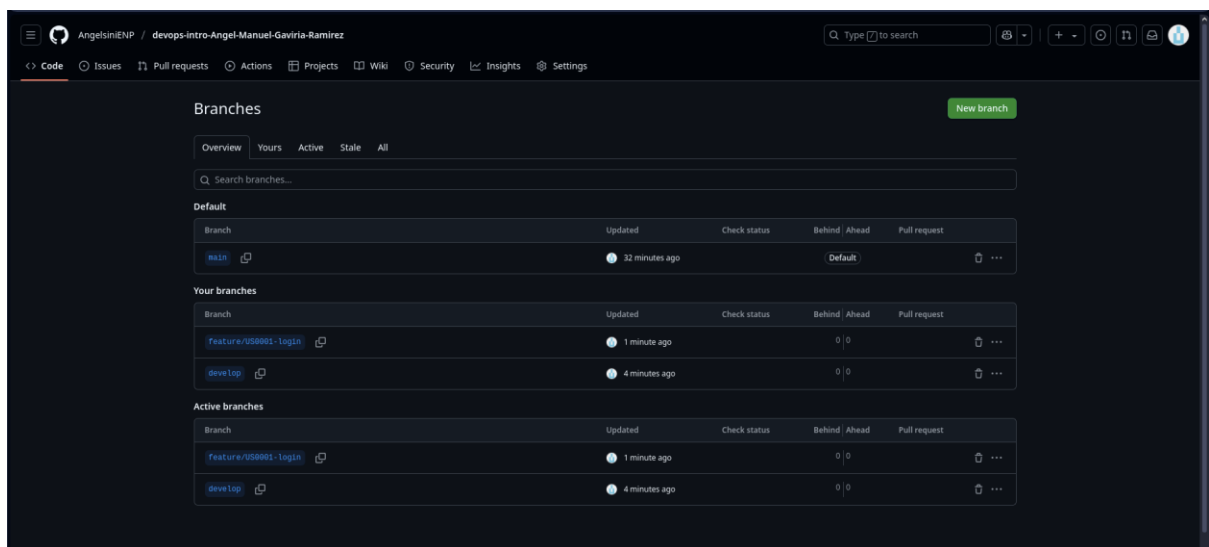 AngelsiniENP / devops-intro-Angel-Manuel-Gaviria-Ramirez Type / to search
Code Issues Pull requests Actions Projects Wiki Security Insights Settings
Branches New branch
Overview Yours Active Stale All
Search branches...
Default
Branch Updated Check status Behind Ahead Pull request
main 32 minutes ago Default
Your branches
Branch Updated Check status Behind Ahead Pull request
feature/US0001-login 1 minute ago 0 0
develop 4 minutes ago 0 0
Active branches
Branch Updated Check status Behind Ahead Pull request
feature/US0001-login 1 minute ago 0 0
develop 4 minutes ago 0 0